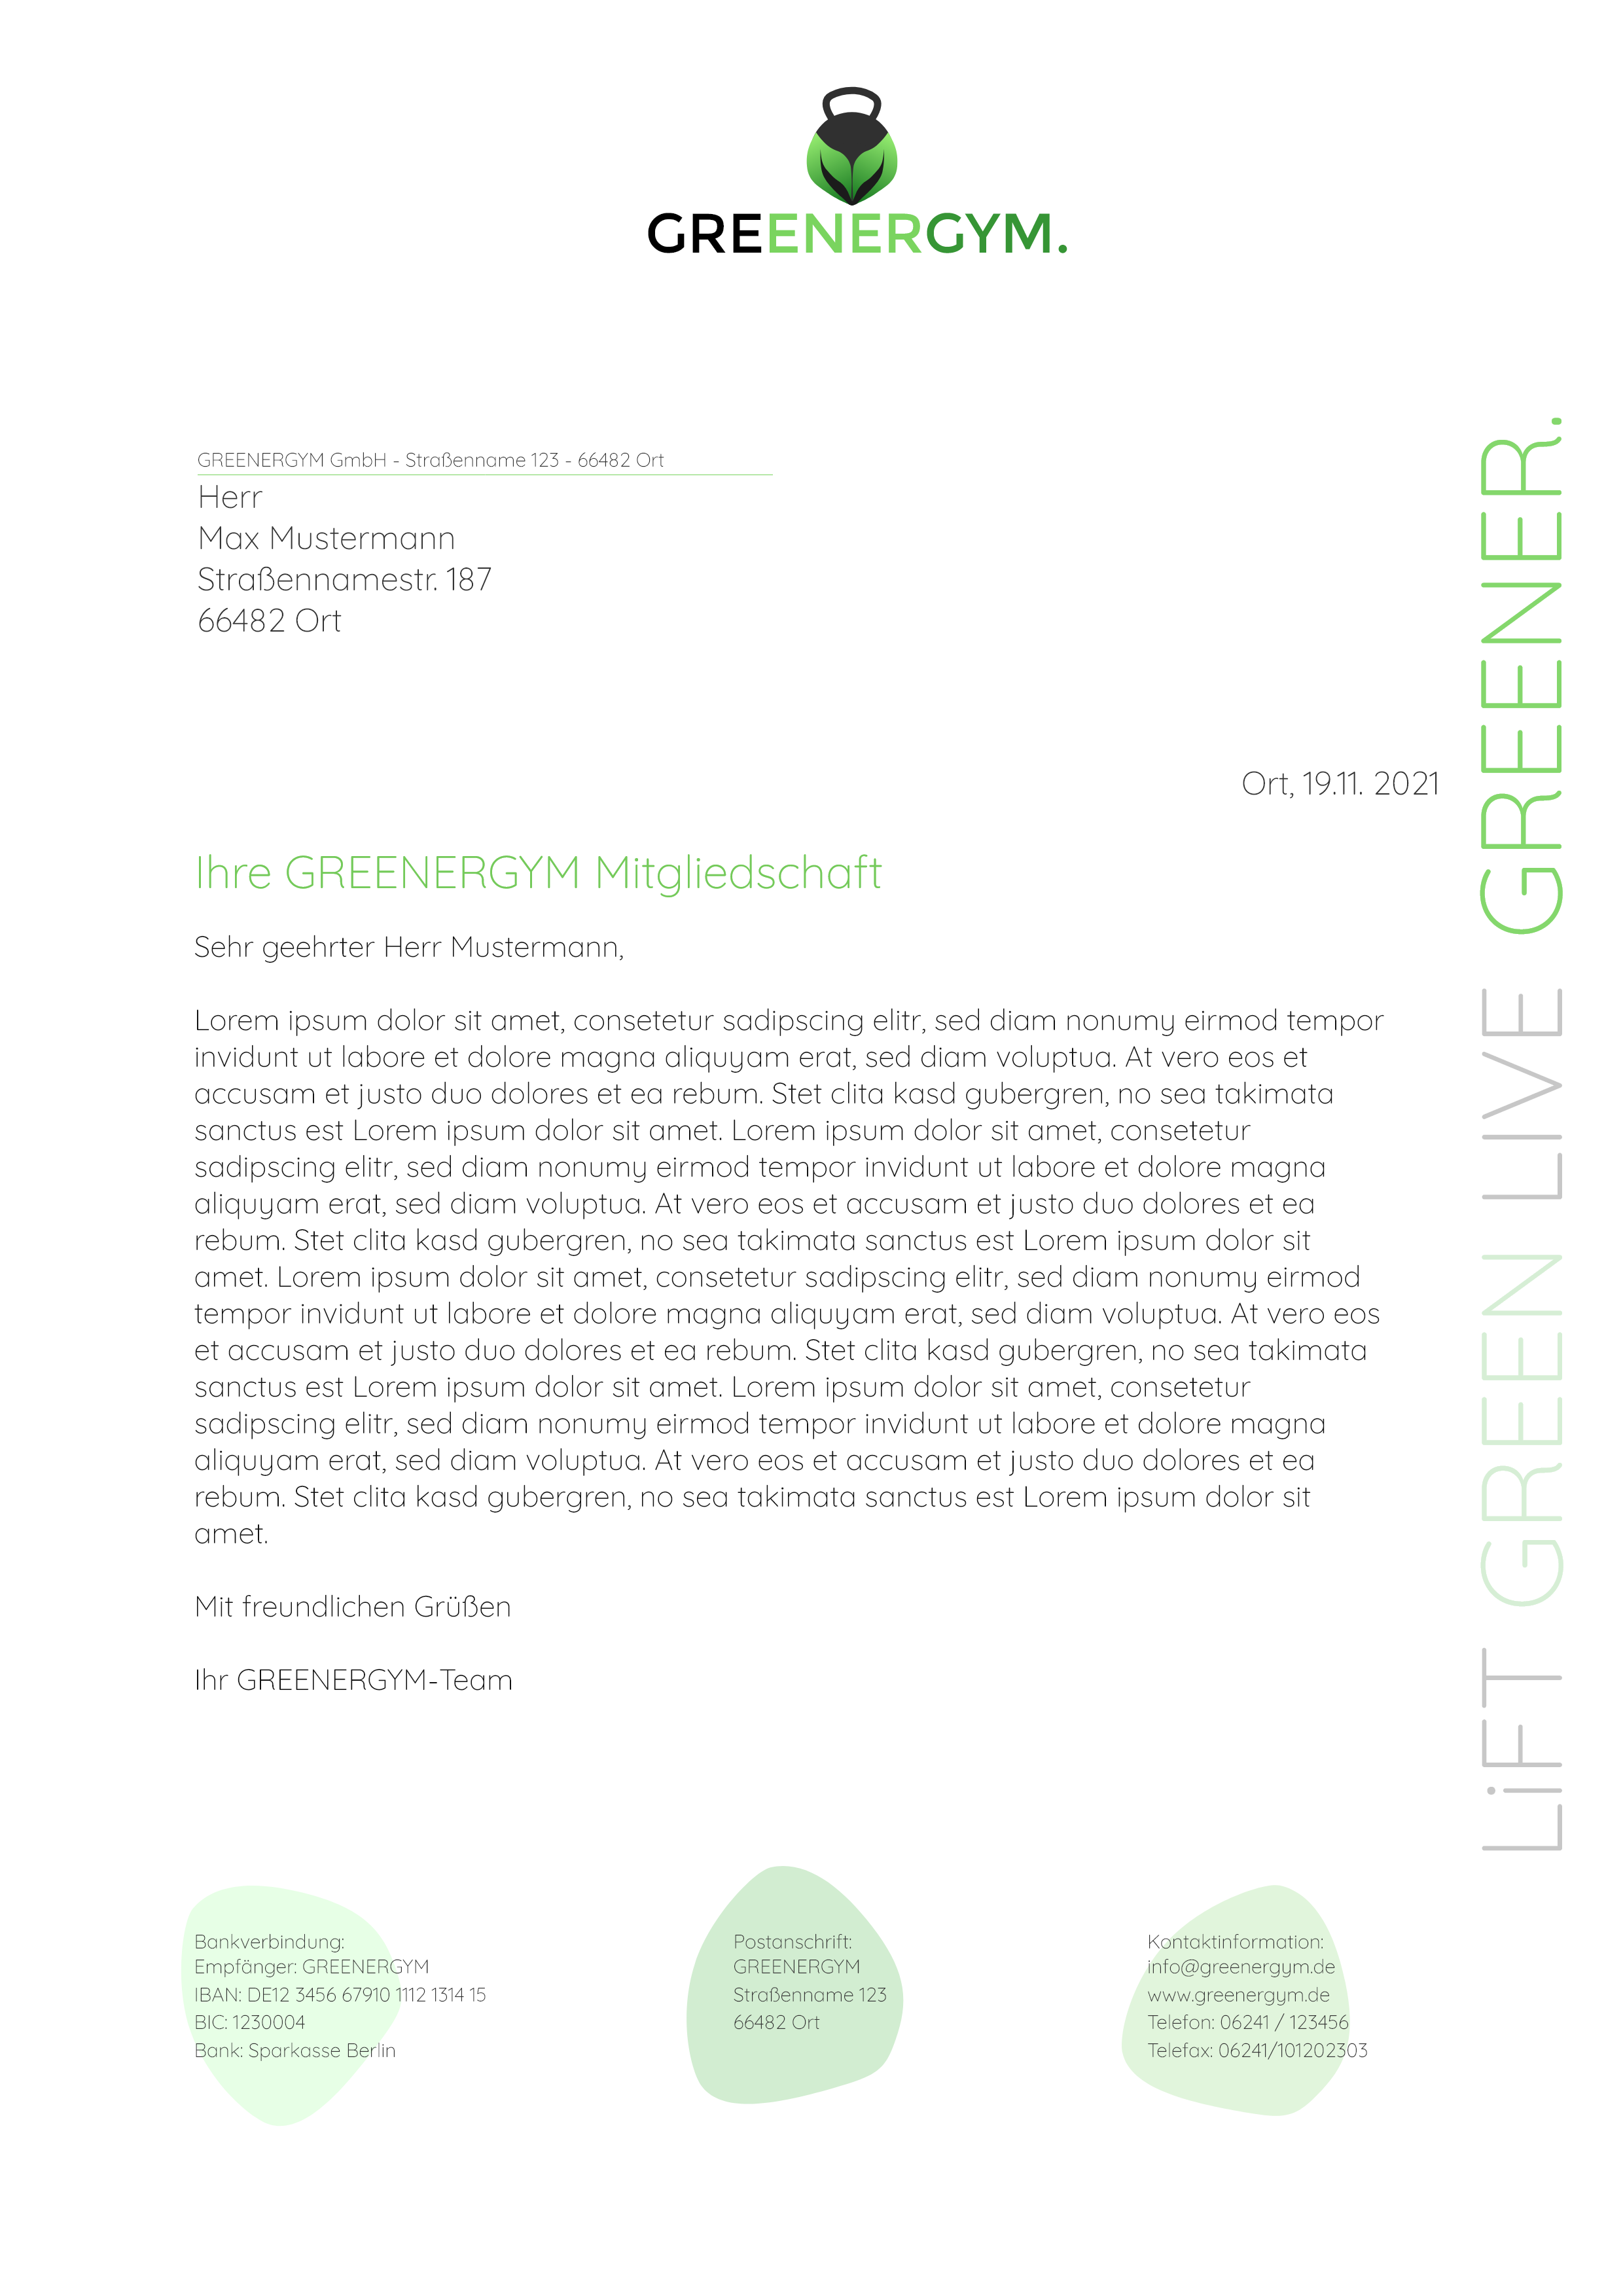 GREENERGYM.
GREENERGYM GmbH - Straßenname 123 - 66482 Ort
Herr
Max Mustermann
Straßennamestr. 187
66482 Ort
Ort, 19.11. 2021
Ihre GREENERGYM Mitgliedschaft
Sehr geehrter Herr Mustermann,
Lorem ipsum dolor sit amet, consetetur sadipscing elitr, sed diam nonumy eirmod tempor
invidunt ut labore et dolore magna aliquyam erat, sed diam voluptua. At vero eos et
accusam et justo duo dolores et ea rebum. Stet clita kasd gubergren, no sea takimata
sanctus est Lorem ipsum dolor sit amet. Lorem ipsum dolor sit amet, consetetur
sadipscing elitr, sed diam nonumy eirmod tempor invidunt ut labore et dolore magna
aliquyam erat, sed diam voluptua. At vero eos et accusam et justo duo dolores et ea
rebum. Stet clita kasd gubergren, no sea takimata sanctus est Lorem ipsum dolor sit
amet. Lorem ipsum dolor sit amet, consetetur sadipscing elitr, sed diam nonumy eirmod
tempor invidunt ut labore et dolore magna aliquyam erat, sed diam voluptua. At vero eos
et accusam et justo duo dolores et ea rebum. Stet clita kasd gubergren, no sea takimata
sanctus est Lorem ipsum dolor sit amet. Lorem ipsum dolor sit amet, consetetur
sadipscing elitr, sed diam nonumy eirmod tempor invidunt ut labore et dolore magna
aliquyam erat, sed diam voluptua. At vero eos et accusam et justo duo dolores et ea
rebum. Stet clita kasd gubergren, no sea takimata sanctus est Lorem ipsum dolor sit
amet.
Mit freundlichen Grüßen
Ihr GREENERGYM-Team
LiFT GREEN LIVE GREENER.
Bankverbindung:
Empfänger: GREENERGYM
IBAN: DE12 3456 67910 1112 1314 15
BIC: 1230004
Bank: Sparkasse Berlin
Postanschrift:
GREENERGYM
Straßenname 123
66482 Ort
Kontaktinformation:
info@greenergym.de
www.greenergym.de
Telefon: 06241 / 123456
Telefax: 06241/101202303